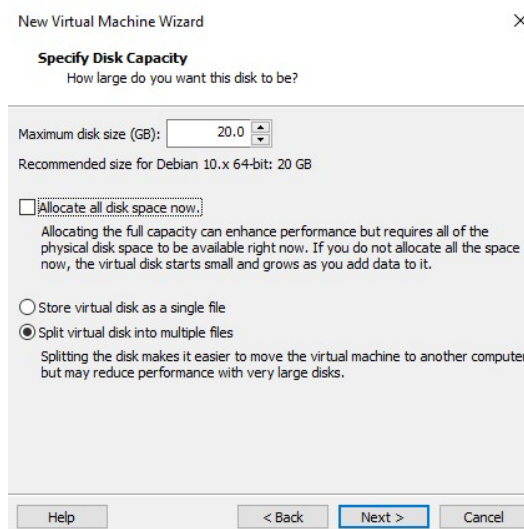 New Virtual Machine Wizard
Specify Disk Capacity
How large do you want this disk to be?
Maximum disk size (GB): 20.0
Recommended size for Debian 10.x 64-bit: 20 GB
Allocate all disk space now.
Allocating the full capacity can enhance performance but requires all of the
physical disk space to be available right now. If you do not allocate all the space
now, the virtual disk starts small and grows as you add data to it.
Store virtual disk as a single file
Split virtual disk into multiple files
Splitting the disk makes it easier to move the virtual machine to another computer
but may reduce performance with very large disks.
Help < Back Next > Cancel